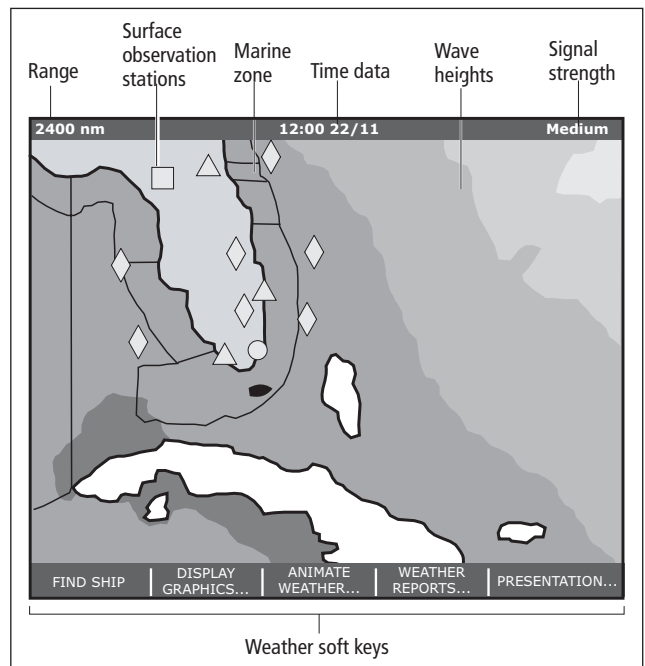 Range
Surface
observation
stations
Marine
zone
Time data
Wave
heights
Signal
strength
2400 nm 12:00 22/11 Medium
FIND SHIP
DISPLAY
GRAPHICS...
ANIMATE
WEATHER...
WEATHER
REPORTS...
PRESENTATION...
Weather soft keys